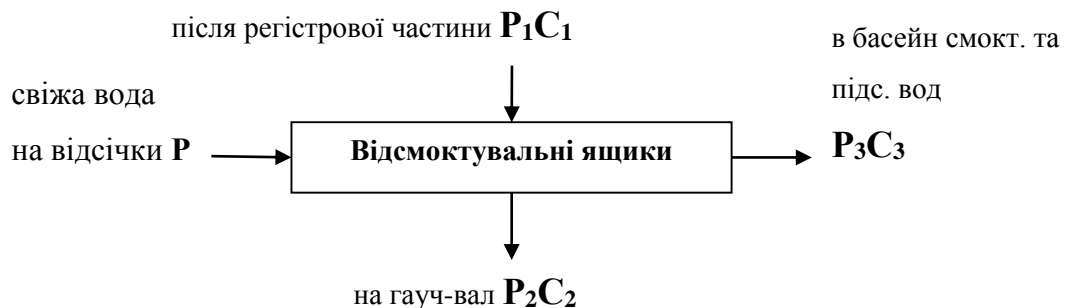 після регістрової частини P₁C₁
в басейн смокт. та
підс. вод
P₃C₃
свіжа вода
на відсічки P
Відсмоктувальні ящики
на гауч-вал P₂C₂